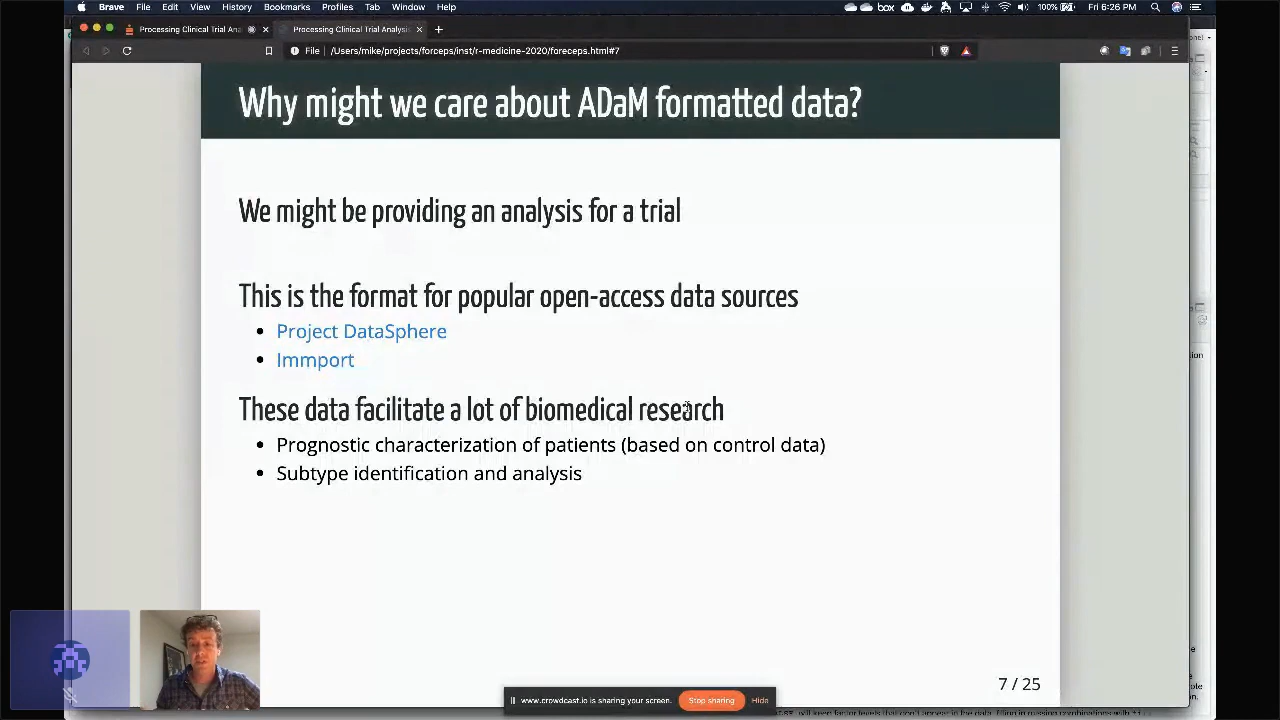 Brave File Edit View History Bookmarks Profiles Tab Window Help
box 100% Fri 6:26 PM
Processing Clinical Trial Ana
Processing Clinical Trial Analysis
File /Users/mike/projects/forceps/inst/r-medicine-2020/foreceps.html#7
Why might we care about ADaM formatted data?
We might be providing an analysis for a trial
This is the format for popular open-access data sources
Project DataSphere
Immport
These data facilitate a lot of biomedical research
Prognostic characterization of patients (based on control data)
Subtype identification and analysis
7 / 25
www.crowdcast.io is sharing your screen. Stop sharing Hide